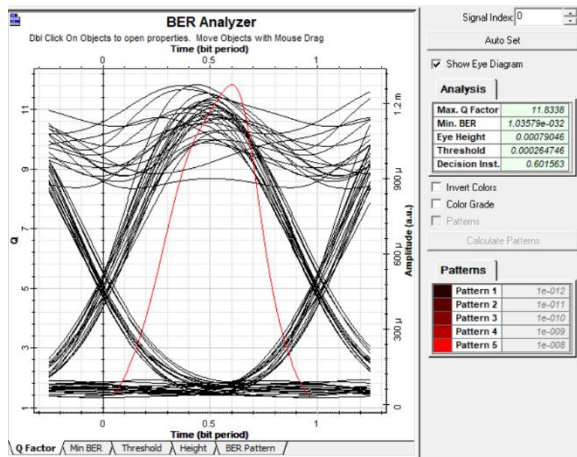 BER Analyzer
Dbl Click On Objects to open properties. Move Objects with Mouse Drag
Time (bit period)
0 0.5 1
Q
1 3 5 7 9 11
Amplitude (a.u.)
0 300 µ 600 µ 900 µ 1.2 m
0 0.5 1
Time (bit period)
Q Factor Min BER Threshold Height BER Pattern
Signal Index: 0
Auto Set
Show Eye Diagram
Analysis
Max. Q Factor 11.8338
Min. BER 1.03579e-032
Eye Height 0.00079046
Threshold 0.000264746
Decision Inst. 0.601563
Invert Colors
Color Grade
Patterns
Calculate Patterns
Patterns
Pattern 1 1e-012
Pattern 2 1e-011
Pattern 3 1e-010
Pattern 4 1e-009
Pattern 5 1e-008